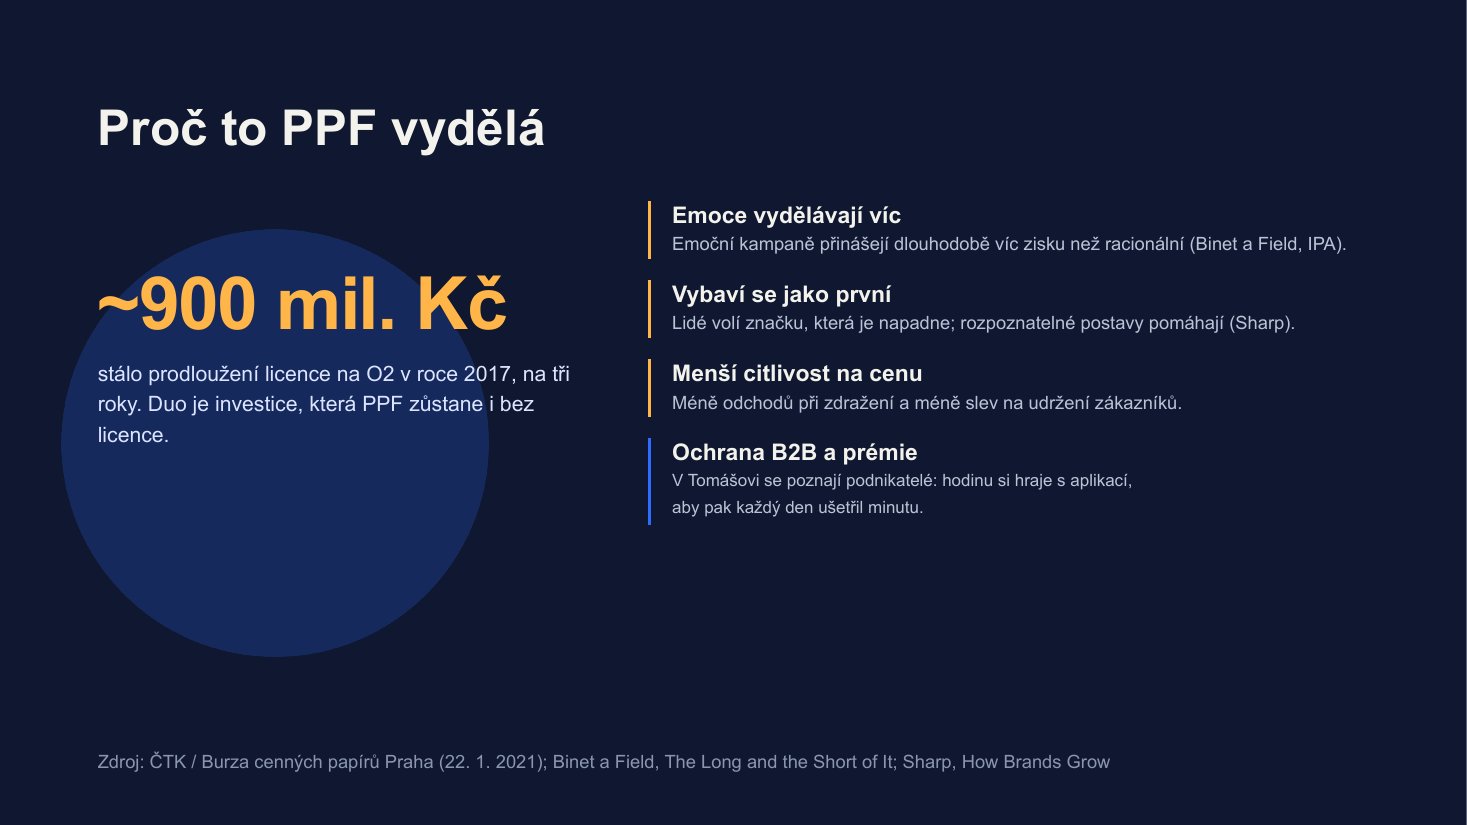 Proč to PPF vydělá
~900 mil. Kč
stálo prodloužení licence na O2 v roce 2017, na tři
roky. Duo je investice, která PPF zůstane i bez
licence.
Emoce vydělávají víc
Emoční kampaně přinášejí dlouhodobě víc zisku než racionální (Binet a Field, IPA).
Vybaví se jako první
Lidé volí značku, která je napadne; rozpoznatelné postavy pomáhají (Sharp).
Menší citlivost na cenu
Méně odchodů při zdražení a méně slev na udržení zákazníků.
Ochrana B2B a prémie
V Tomášovi se poznají podnikatelé: hodinu si hraje s aplikací,
aby pak každý den ušetřil minutu.
Zdroj: ČTK / Burza cenných papírů Praha (22. 1. 2021); Binet a Field, The Long and the Short of It; Sharp, How Brands Grow